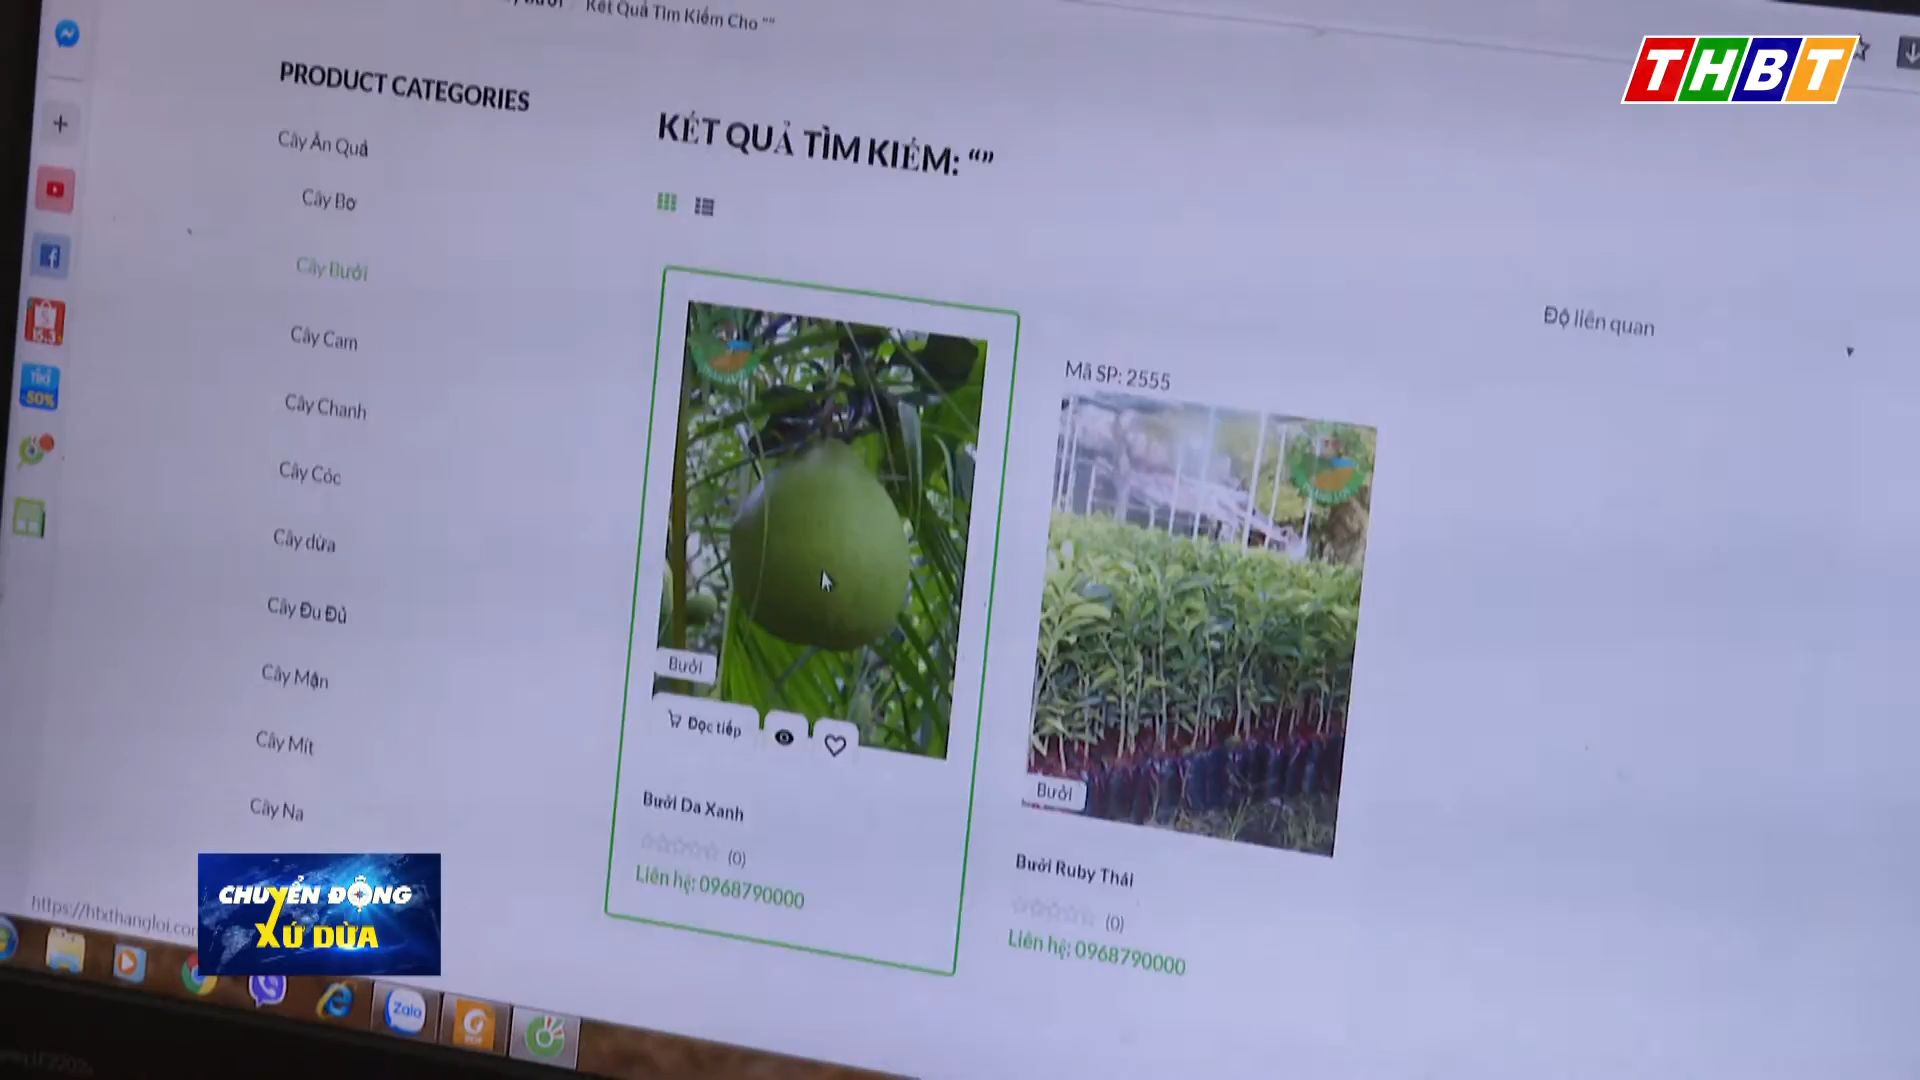 Kết Quả Tìm Kiếm Cho “”
THBT
PRODUCT CATEGORIES
Cây Ăn Quả
Cây Bơ
Cây Bưởi
Cây Cam
Cây Chanh
Cây Cóc
Cây dừa
Cây Đu Đủ
Cây Mận
Cây Mít
Cây Na
KẾT QUẢ TÌM KIẾM: “”
Độ liên quan
Bưởi
Đọc tiếp
Bưởi Da Xanh
(0)
Liên hệ: 0968790000
Mã SP: 2555
Bưởi
Bưởi Ruby Thái
(0)
Liên hệ: 0968790000
CHUYỂN ĐỘNG
XỨ DỪA
Zalo